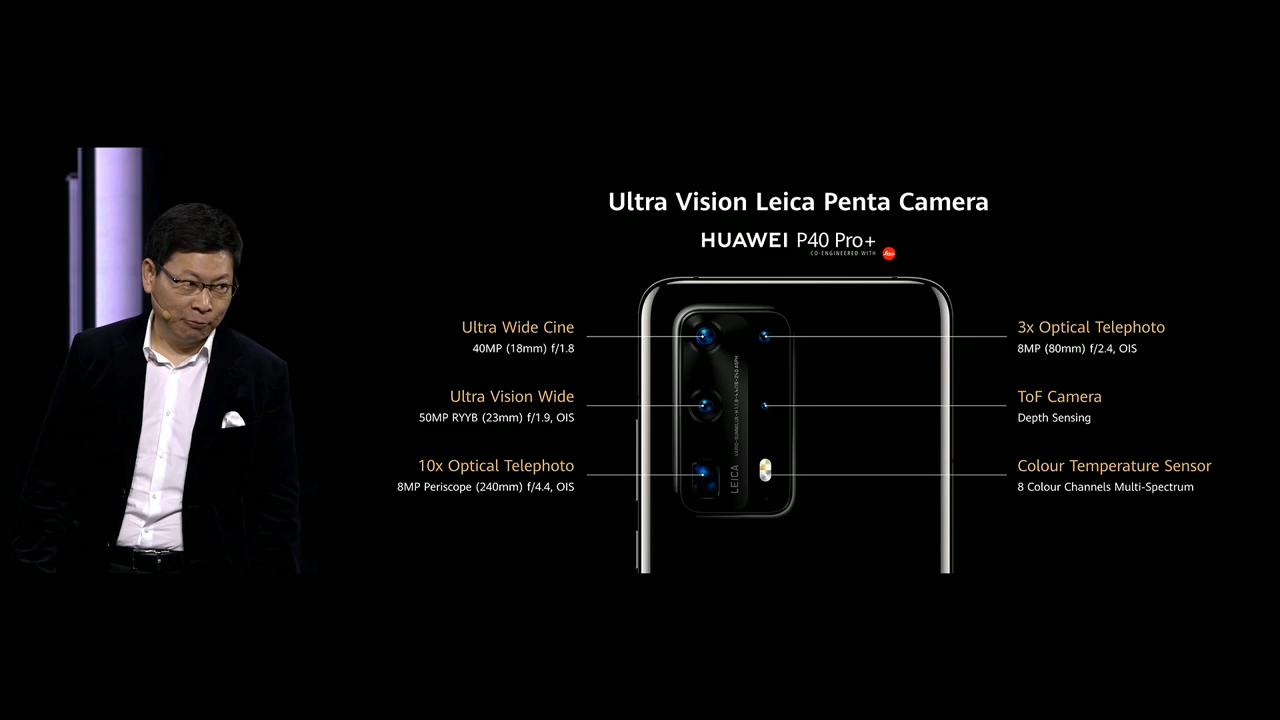 Ultra Vision Leica Penta Camera
HUAWEI P40 Pro+
CO-ENGINEERED WITH Leica
Ultra Wide Cine
40MP (18mm) f/1.8
Ultra Vision Wide
50MP RYYB (23mm) f/1.9, OIS
10x Optical Telephoto
8MP Periscope (240mm) f/4.4, OIS
LEICA
3x Optical Telephoto
8MP (80mm) f/2.4, OIS
ToF Camera
Depth Sensing
Colour Temperature Sensor
8 Colour Channels Multi-Spectrum